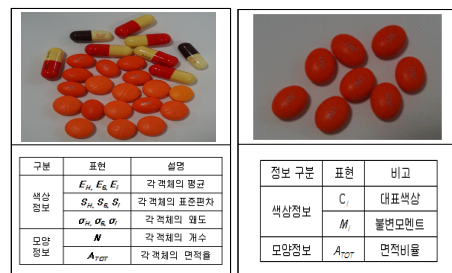 구분 표현 설명
색상정보 E_H, E_S, E_I 각 객체의 평균
S_H, S_S, S_I 각 객체의 표준편차
σ_H, σ_S, σ_I 각 객체의 왜도
모양정보 N 각 객체의 개수
A_TOT 각 객체의 면적율
정보 구분 표현 비고
색상정보 C_i 대표색상
M_i 불변모멘트
모양정보 A_TOT 면적비율